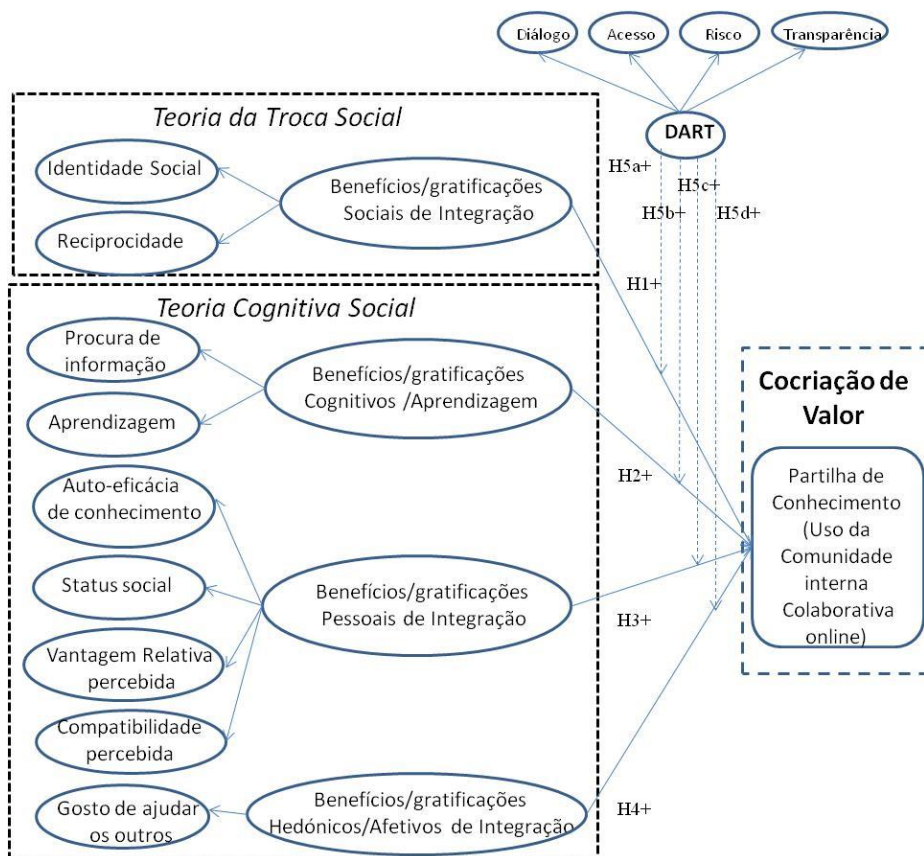 Diálogo
Acesso
Risco
Transparência
DART
Teoria da Troca Social
Identidade Social
Reciprocidade
Benefícios/gratificações
Sociais de Integração
H5a+
H5b+
H5c+
H5d+
H1+
Teoria Cognitiva Social
Procura de
informação
Aprendizagem
Benefícios/gratificações
Cognitivos /Aprendizagem
H2+
Auto-eficácia
de conhecimento
Status social
Vantagem Relativa
percebida
Compatibilidade
percebida
Benefícios/gratificações
Pessoais de Integração
H3+
Gosto de ajudar
os outros
Benefícios/gratificações
Hedónicos/Afetivos de Integração
H4+
Cocriação de
Valor
Partilha de
Conhecimento
(Uso da
Comunidade
interna
Colaborativa
online)